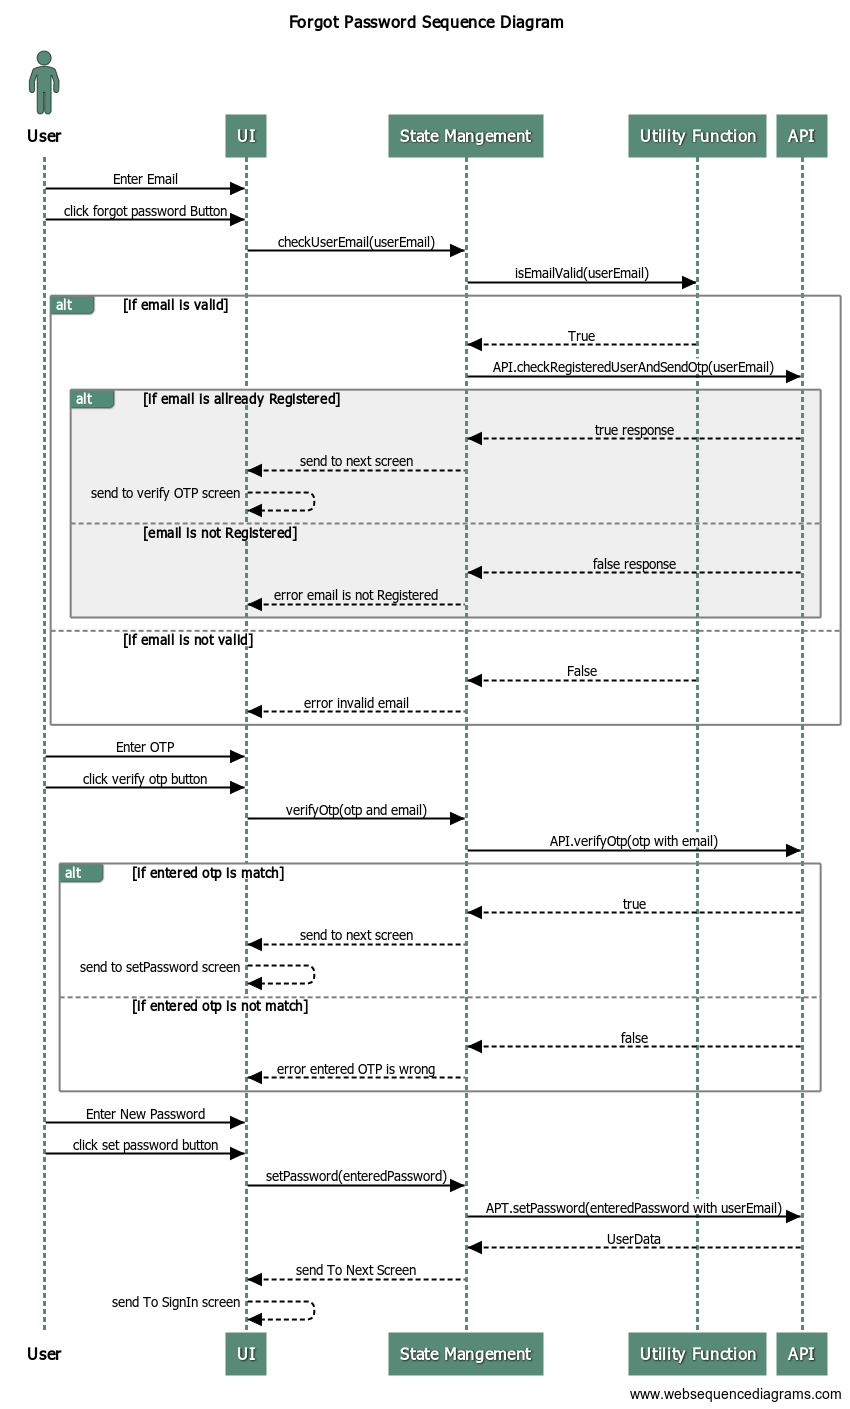 Forgot Password Sequence Diagram
User
UI
State Mangement
Utility Function
API
Enter Email
click forgot password Button
checkUserEmail(userEmail)
isEmailValid(userEmail)
alt
[if email is valid]
True
API.checkRegisteredUserAndSendOtp(userEmail)
alt
[if email is allready Registered]
true response
send to next screen
send to verify OTP screen
[email is not Registered]
false response
error email is not Registered
[if email is not valid]
False
error invalid email
Enter OTP
click verify otp button
verifyOtp(otp and email)
API.verifyOtp(otp with email)
alt
[if entered otp is match]
true
send to next screen
send to setPassword screen
[if entered otp is not match]
false
error entered OTP is wrong
Enter New Password
click set password button
setPassword(enteredPassword)
APT.setPassword(enteredPassword with userEmail)
UserData
send To Next Screen
send To SignIn screen
User
UI
State Mangement
Utility Function
API
www.websequencediagrams.com